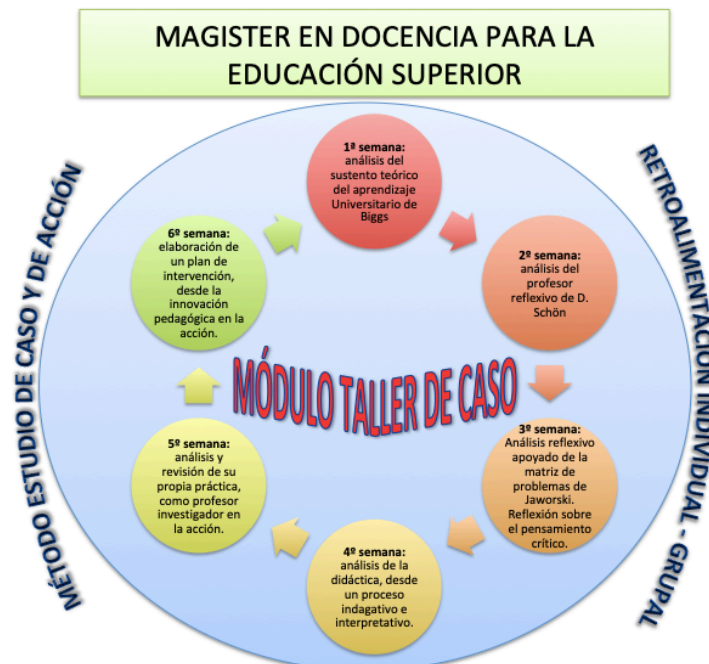 MAGISTER EN DOCENCIA PARA LA
EDUCACIÓN SUPERIOR
MÉTODO ESTUDIO DE CASO Y DE ACCIÓN
RETROALIMENTACIÓN INDIVIDUAL - GRUPAL
MÓDULO TALLER DE CASO
1ª semana:
análisis del
sustento teórico
del aprendizaje
Universitario de
Biggs
2º semana:
análisis del
profesor
reflexivo de D.
Schön
3º semana:
Análisis reflexivo
apoyado de la
matriz de
problemas de
Jaworski.
Reflexión sobre
el pensamiento
crítico.
4º semana:
análisis de la
didáctica, desde
un proceso
indagativo e
interpretativo.
5º semana:
análisis y
revisión de su
propia práctica,
como profesor
investigador en
la acción.
6º semana:
elaboración de
un plan de
intervención,
desde la
innovación
pedagógica en la
acción.